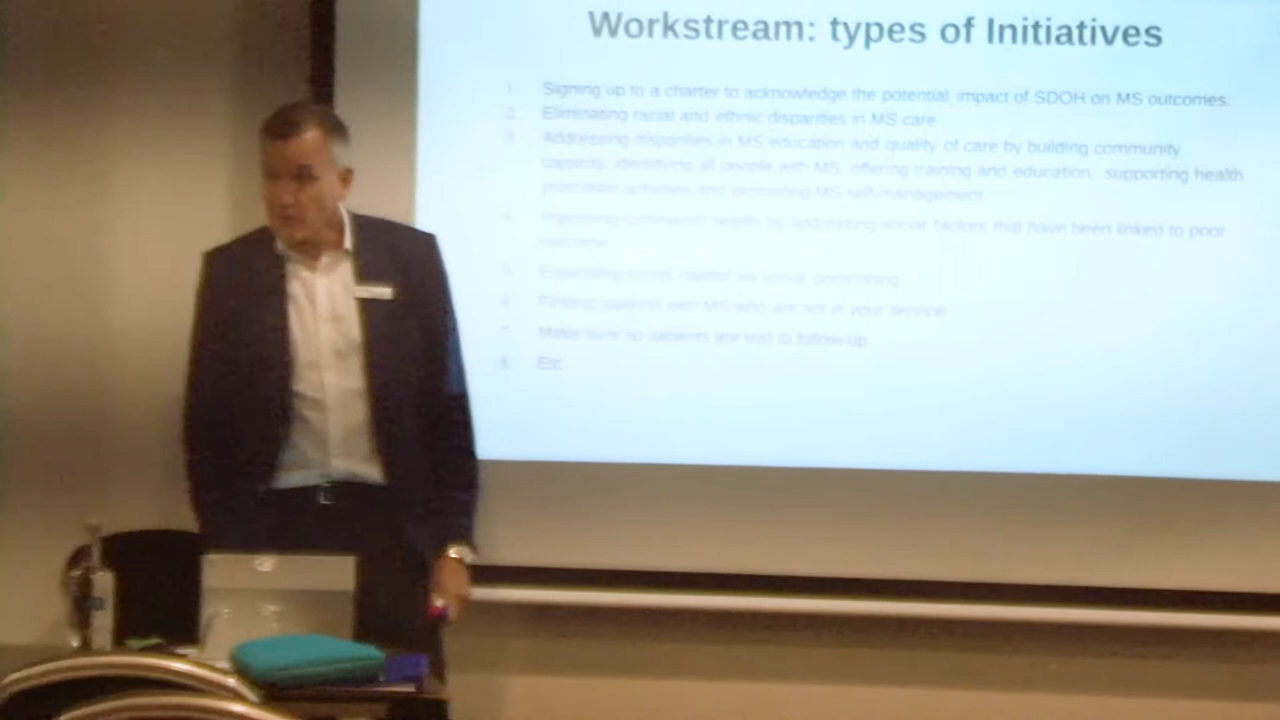 Workstream: types of Initiatives
1. Signing up to a charter to acknowledge the potential impact of SDOH on MS outcomes.
2. Eliminating racial and ethnic disparities in MS care
3. Addressing disparities in MS education and quality of care by building community
capacity, identifying all people with MS, offering training and education, supporting health
promotion activities and MS self-management
4. by addressing social factors that have been linked to poor
outcome
5. Expanding social capital via social prescribing
6. Finding patients with MS who are not in your service
7. Make sure no patients are lost to follow-up
8. Etc.